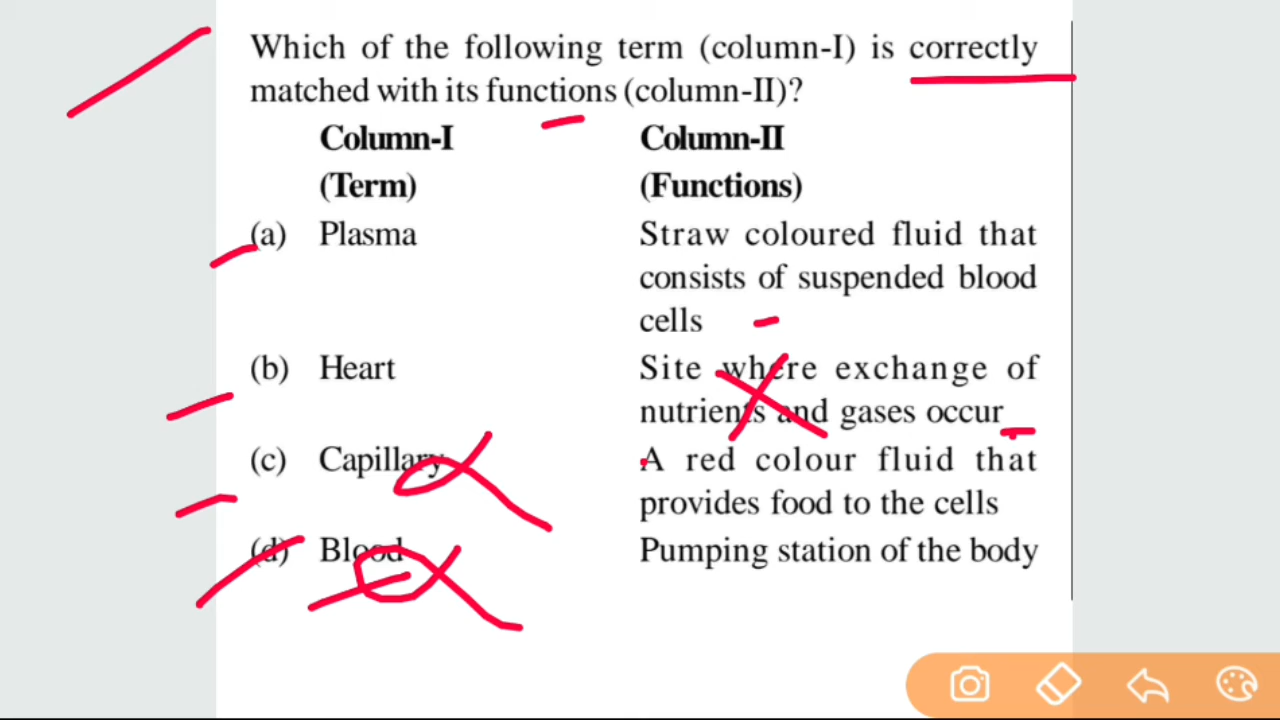 Which of the following term (column-I) is correctly
matched with its functions (column-II)?
Column-I Column-II
(Term) (Functions)
(a) Plasma Straw coloured fluid that
consists of suspended blood
cells
(b) Heart Site where exchange of
nutrients and gases occur
(c) Capillary A red colour fluid that
provides food to the cells
(d) Blood Pumping station of the body